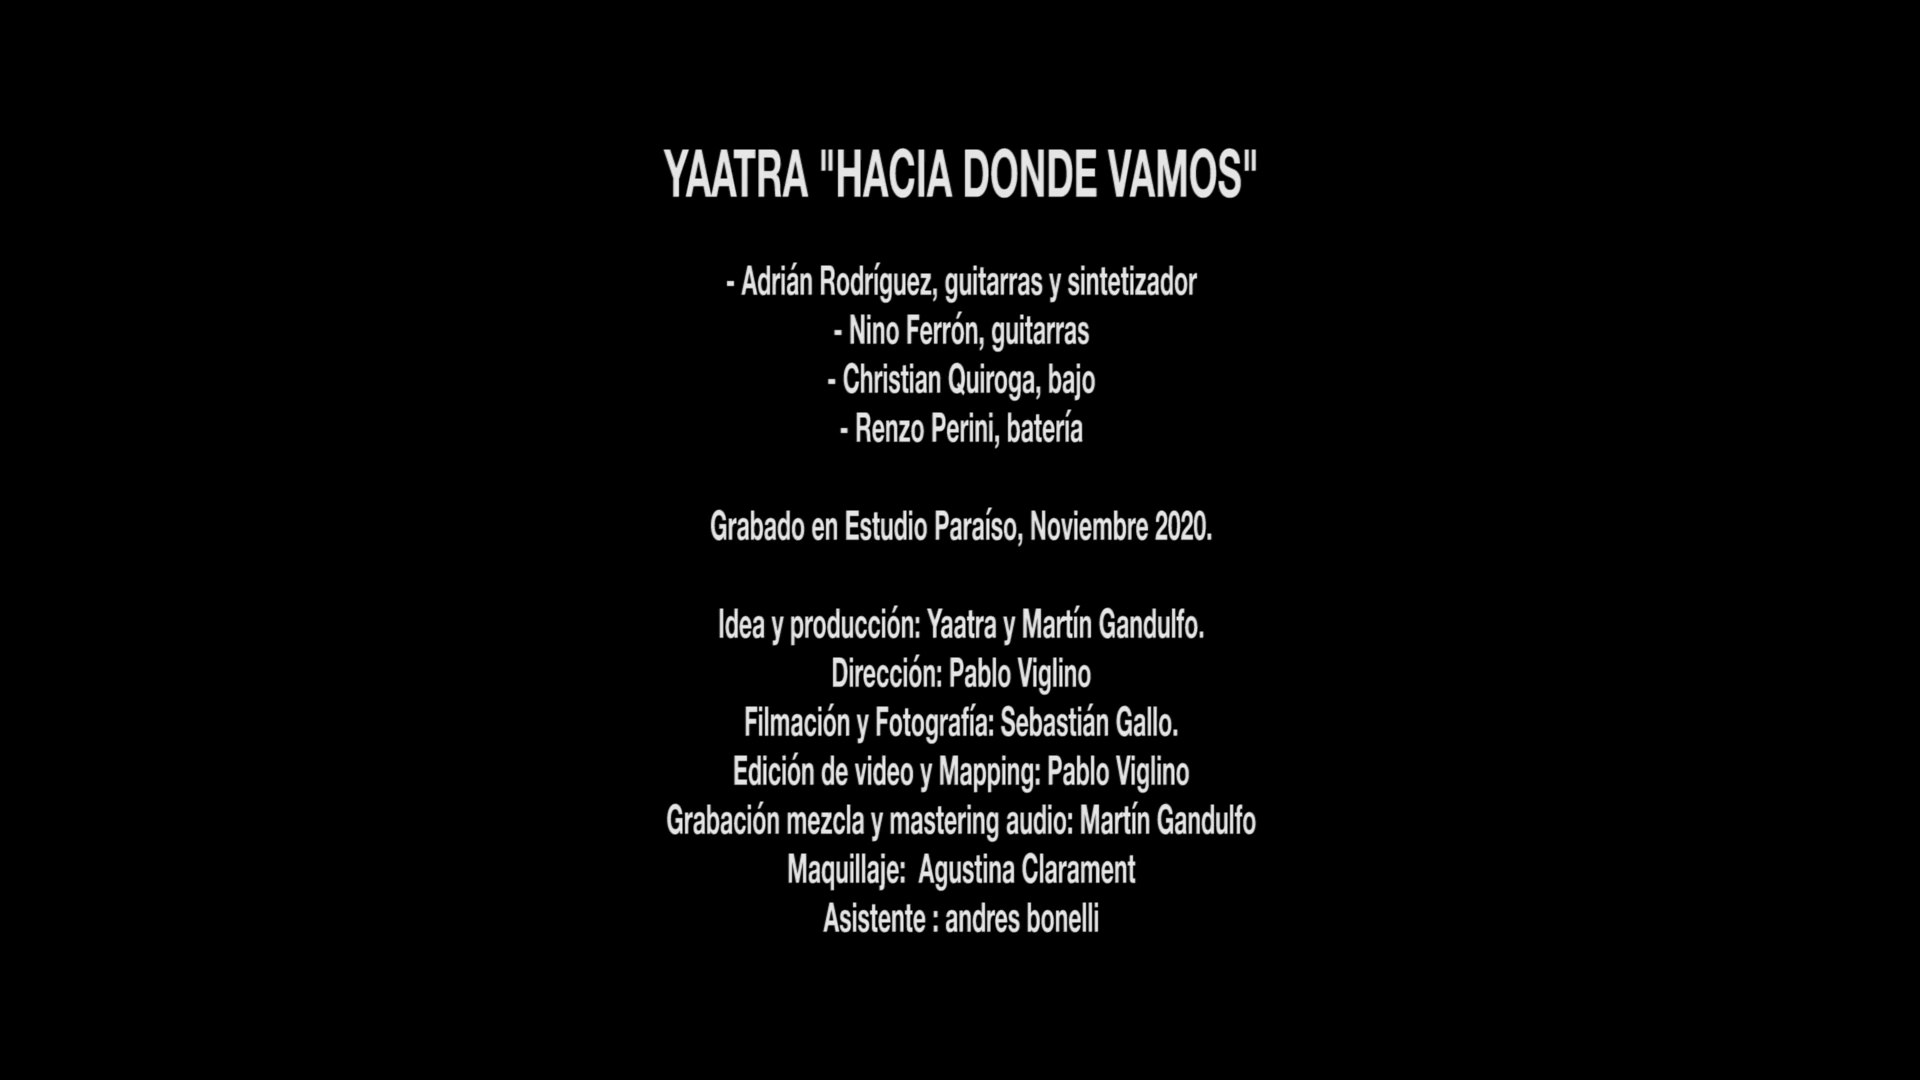 YAATRA "HACIA DONDE VAMOS"
- Adrián Rodríguez, guitarras y sintetizador
- Nino Ferrón, guitarras
- Christian Quiroga, bajo
- Renzo Perini, batería
Grabado en Estudio Paraíso, Noviembre 2020.
Idea y producción: Yaatra y Martín Gandulfo.
Dirección: Pablo Viglino
Filmación y Fotografía: Sebastián Gallo.
Edición de video y Mapping: Pablo Viglino
Grabación mezcla y mastering audio: Martín Gandulfo
Maquillaje:  Agustina Clarament
Asistente : andres bonelli